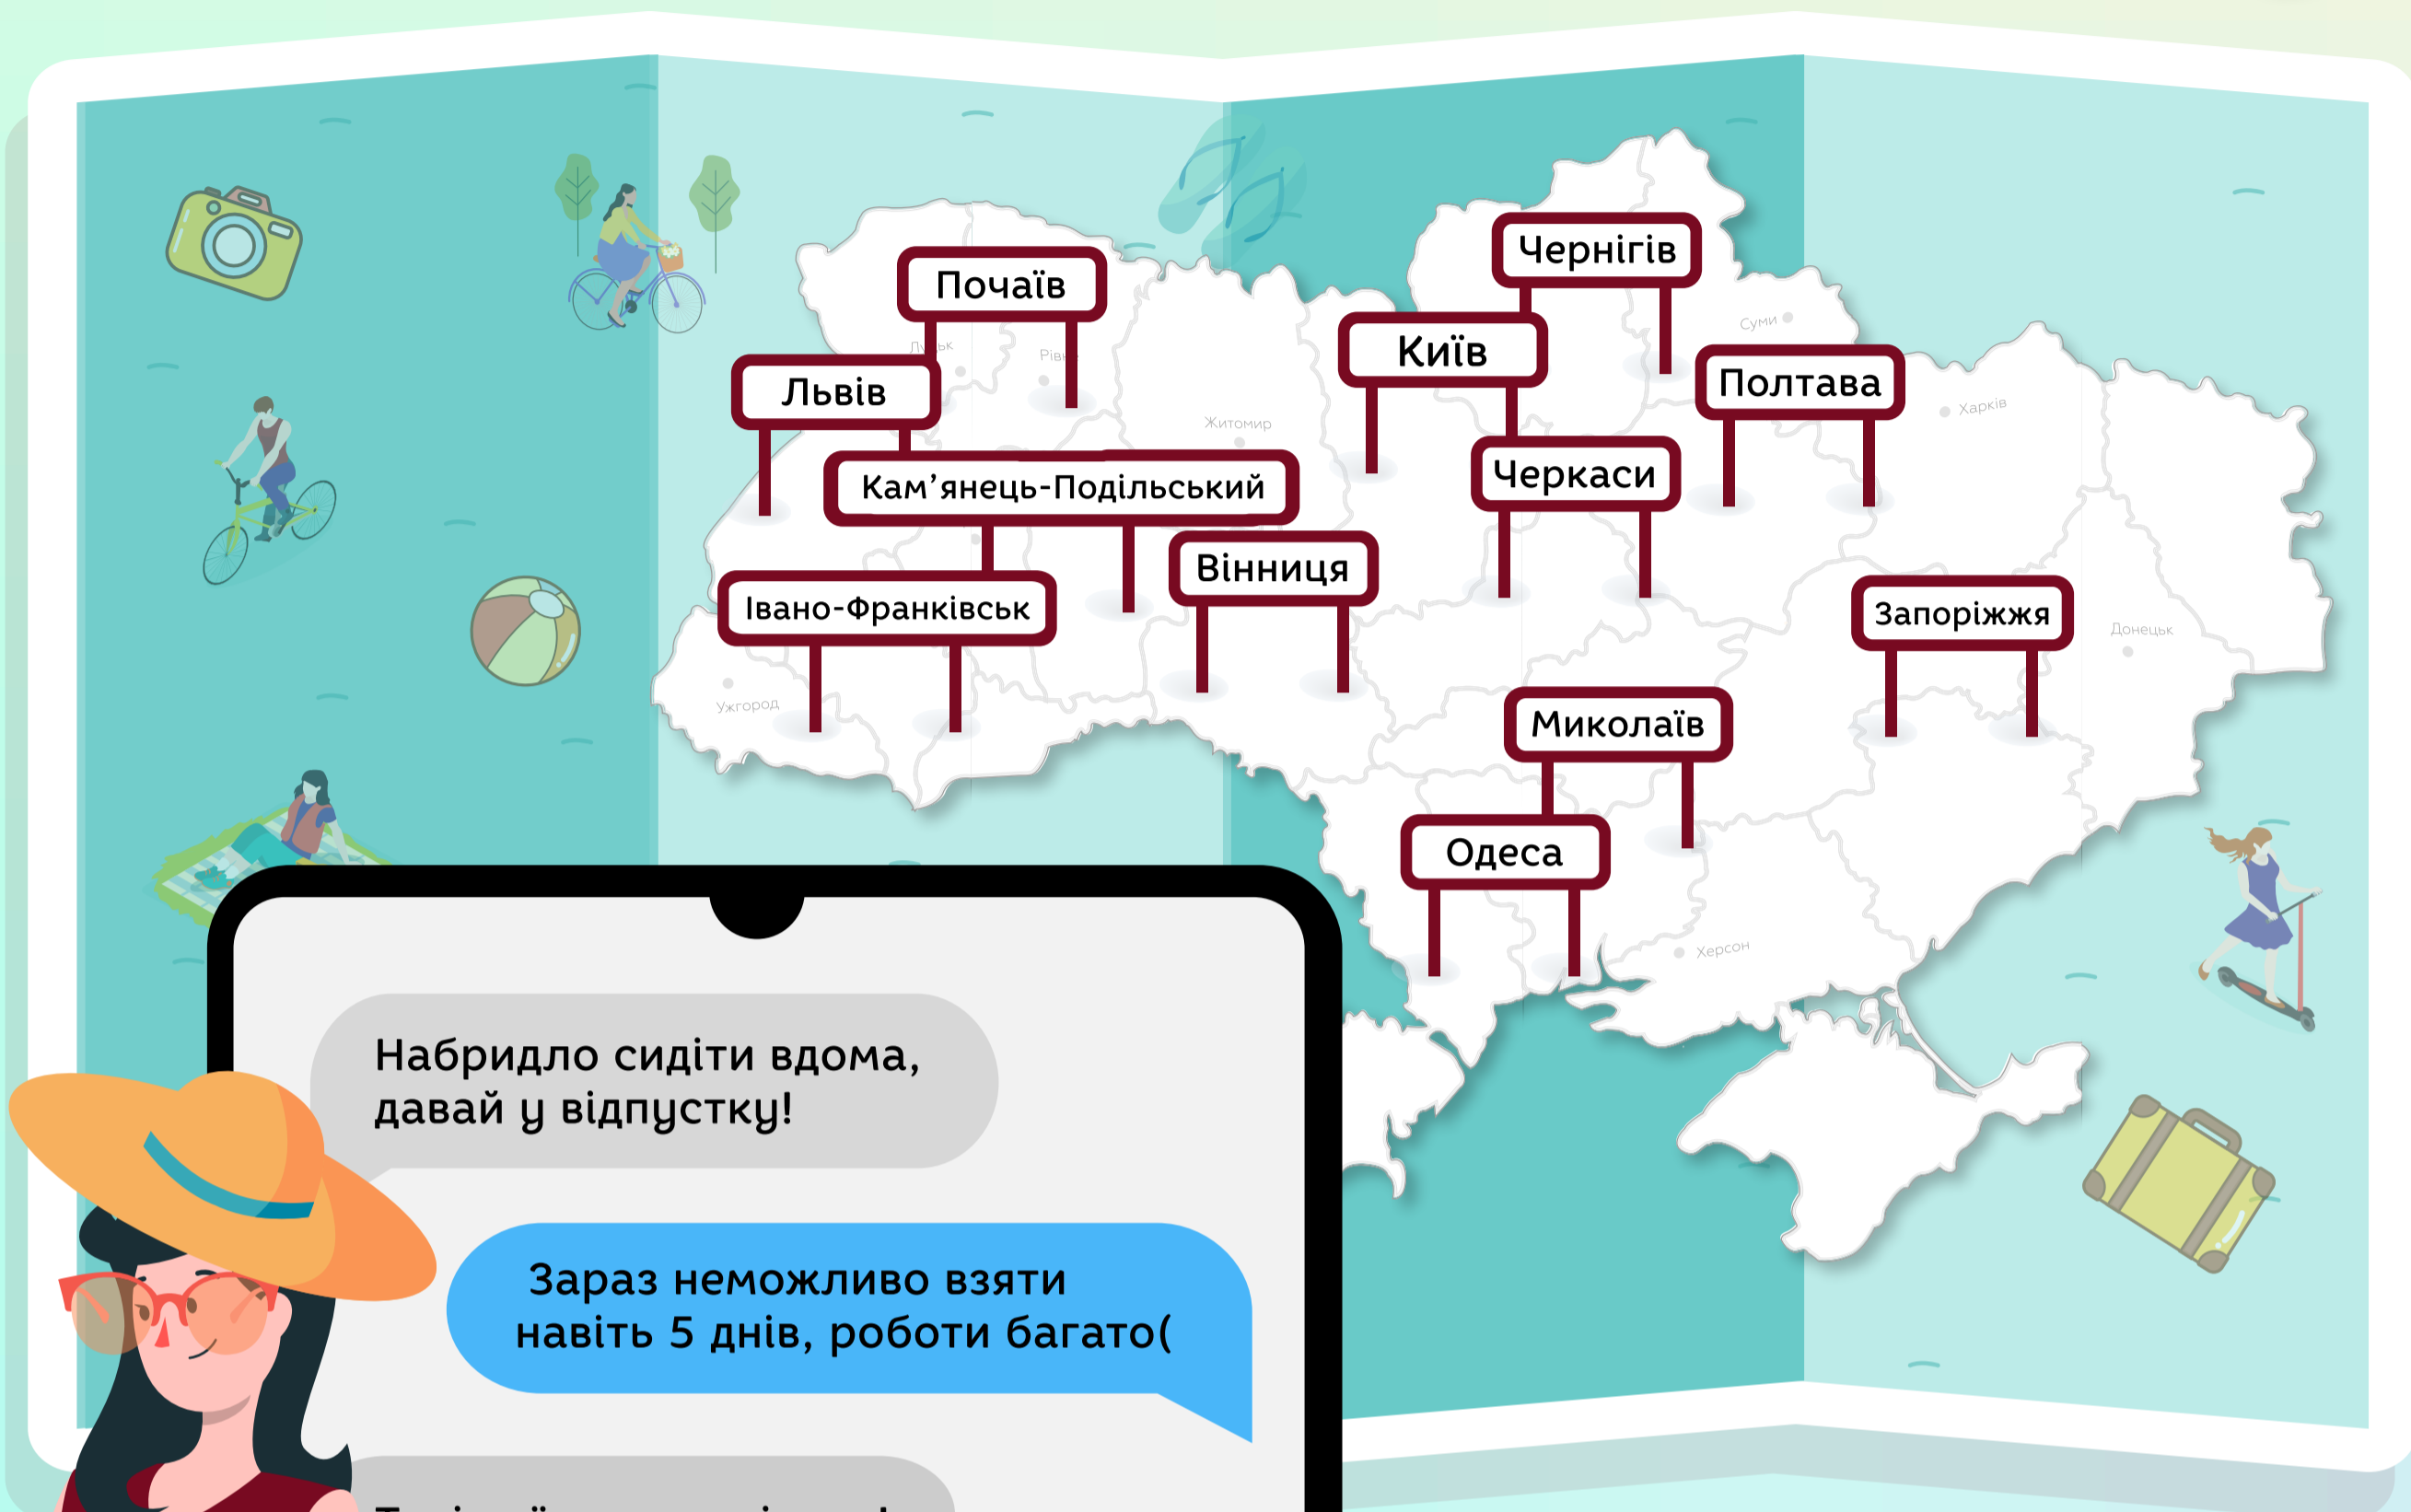 Чернігів
Почаїв
Суми
Київ
Львів
Полтава
Харків
Житомир
Черкаси
Кам’янець-Подільський
Вінниця
Івано-Франківськ
Запоріжжя
Донецьк
Ужгород
Миколаїв
Одеса
Херсон
Набридло сидіти вдома,
давай у відпустку!
Зараз неможливо взяти
навіть 5 днів, роботи багато(